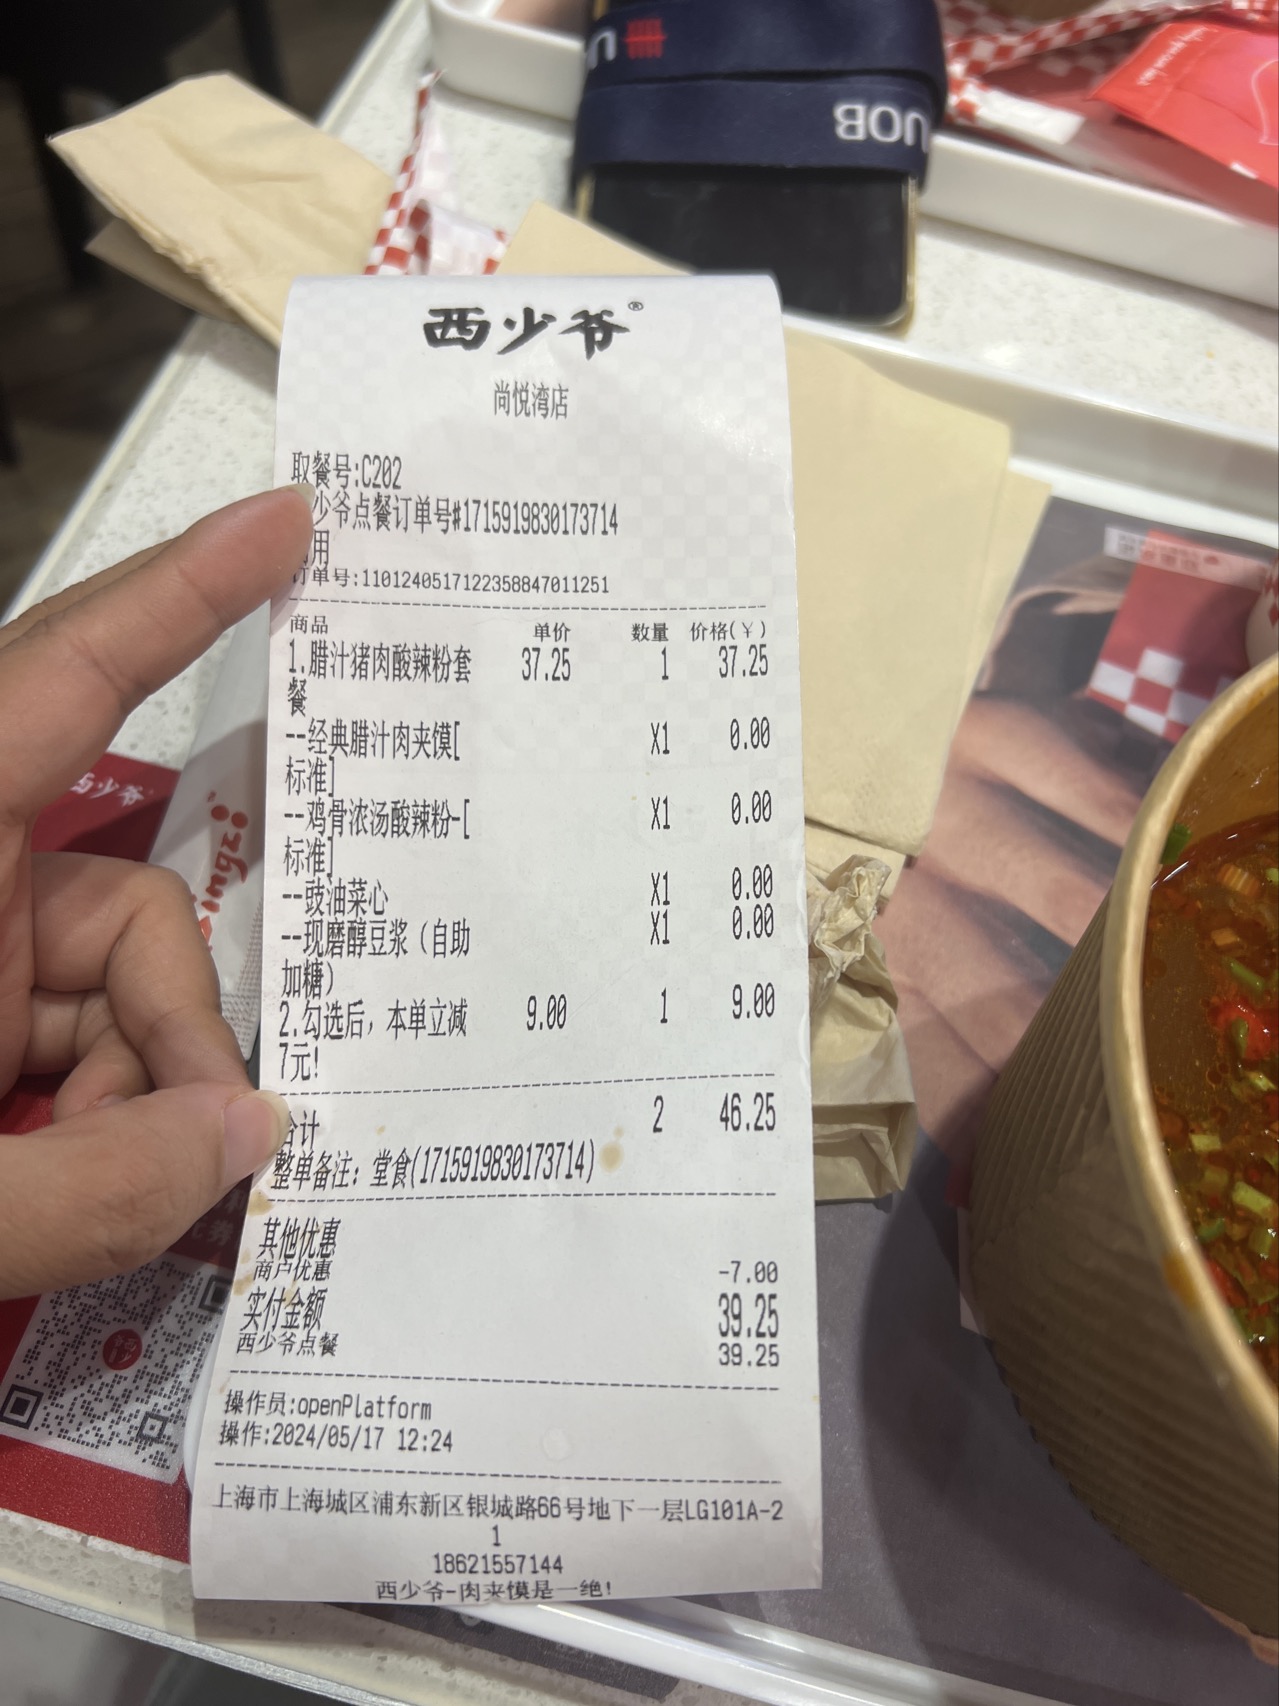 UOB
西少爷®
尚悦湾店
取餐号:C202
少爷点餐订单号#1715919830173714
用
订单号:110124051712235884​7011251
商品 单价 数量 价格(¥)
1.腊汁猪肉酸辣粉套 37.25 1 37.25
餐
--经典腊汁肉夹馍[ X1 0.00
标准]
--鸡骨浓汤酸辣粉-[ X1 0.00
标准]
--豉油菜心 X1 0.00
--现磨醇豆浆（自助 X1 0.00
加糖）
2.勾选后，本单立减 9.00 1 9.00
7元!
合计 2 46.25
整单备注：堂食(1715919830173714)
其他优惠
商户优惠 -7.00
实付金额 39.25
西少爷点餐 39.25
操作员:openPlatform
操作:2024/05/17 12:24
上海市上海城区浦东新区银城路66号地下一层LG101A-2
1
18621557144
西少爷-肉夹馍是一绝!
西少爷